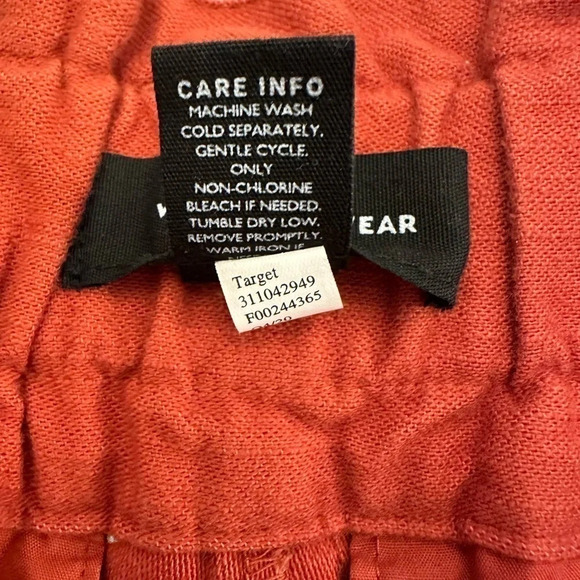 CARE INFO
MACHINE WASH
COLD SEPARATELY,
GENTLE CYCLE.
ONLY
NON-CHLORINE
BLEACH IF NEEDED.
TUMBLE DRY LOW.
REMOVE PROMPTLY.
WARM IRON IF
WEAR
Target
311042949
F00244365